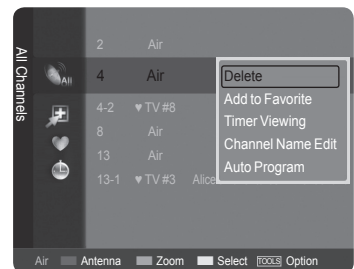 All Channels
2 Air
All
4 Air
Delete
Add to Favorite
4-2 ♥ TV #8
Timer Viewing
8 Air
Channel Name Edit
13 Air
Auto Program
13-1 ♥ TV #3 Alice
Air Antenna Zoom Select TOOLS Option